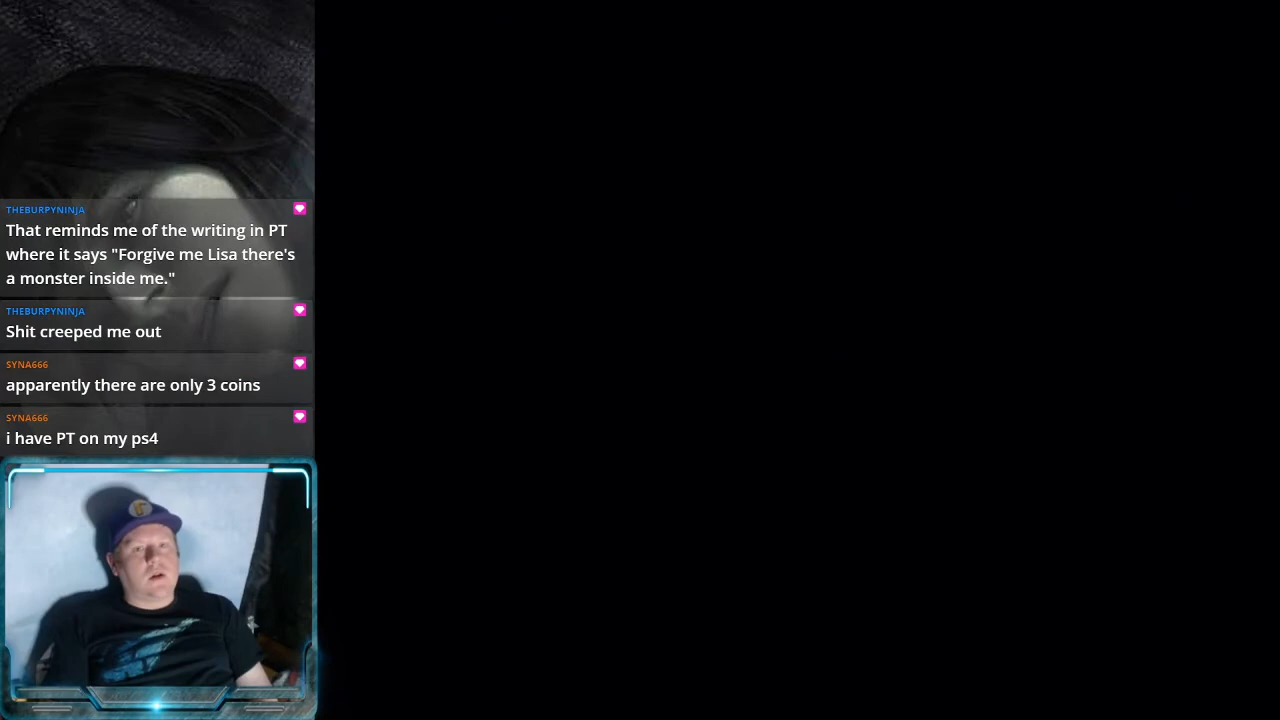 THEBURPYNINJA
That reminds me of the writing in PT
where it says "Forgive me Lisa there's
a monster inside me."
THEBURPYNINJA
Shit creeped me out
SYNA666
apparently there are only 3 coins
SYNA666
i have PT on my ps4